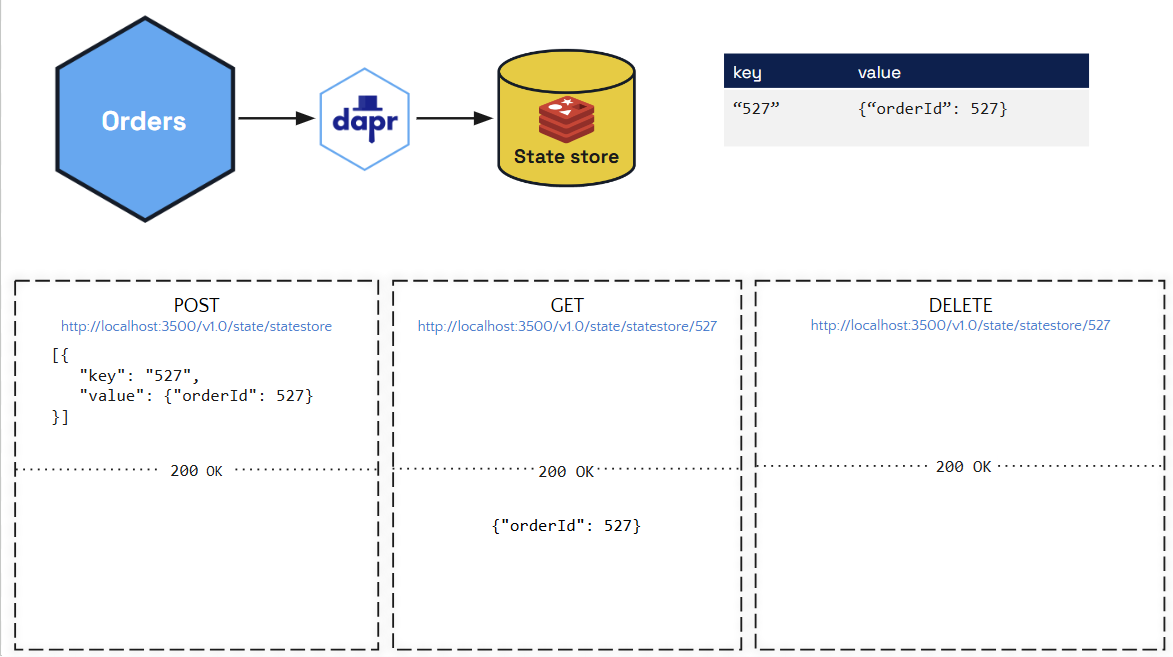 Orders
dapr
State store
key value
“527” {“orderId”: 527}
POST
http://localhost:3500/v1.0/state/statestore
[{
"key": "527",
"value": {"orderId": 527}
}]
200 OK
GET
http://localhost:3500/v1.0/state/statestore/527
200 OK
{"orderId": 527}
DELETE
http://localhost:3500/v1.0/state/statestore/527
200 OK